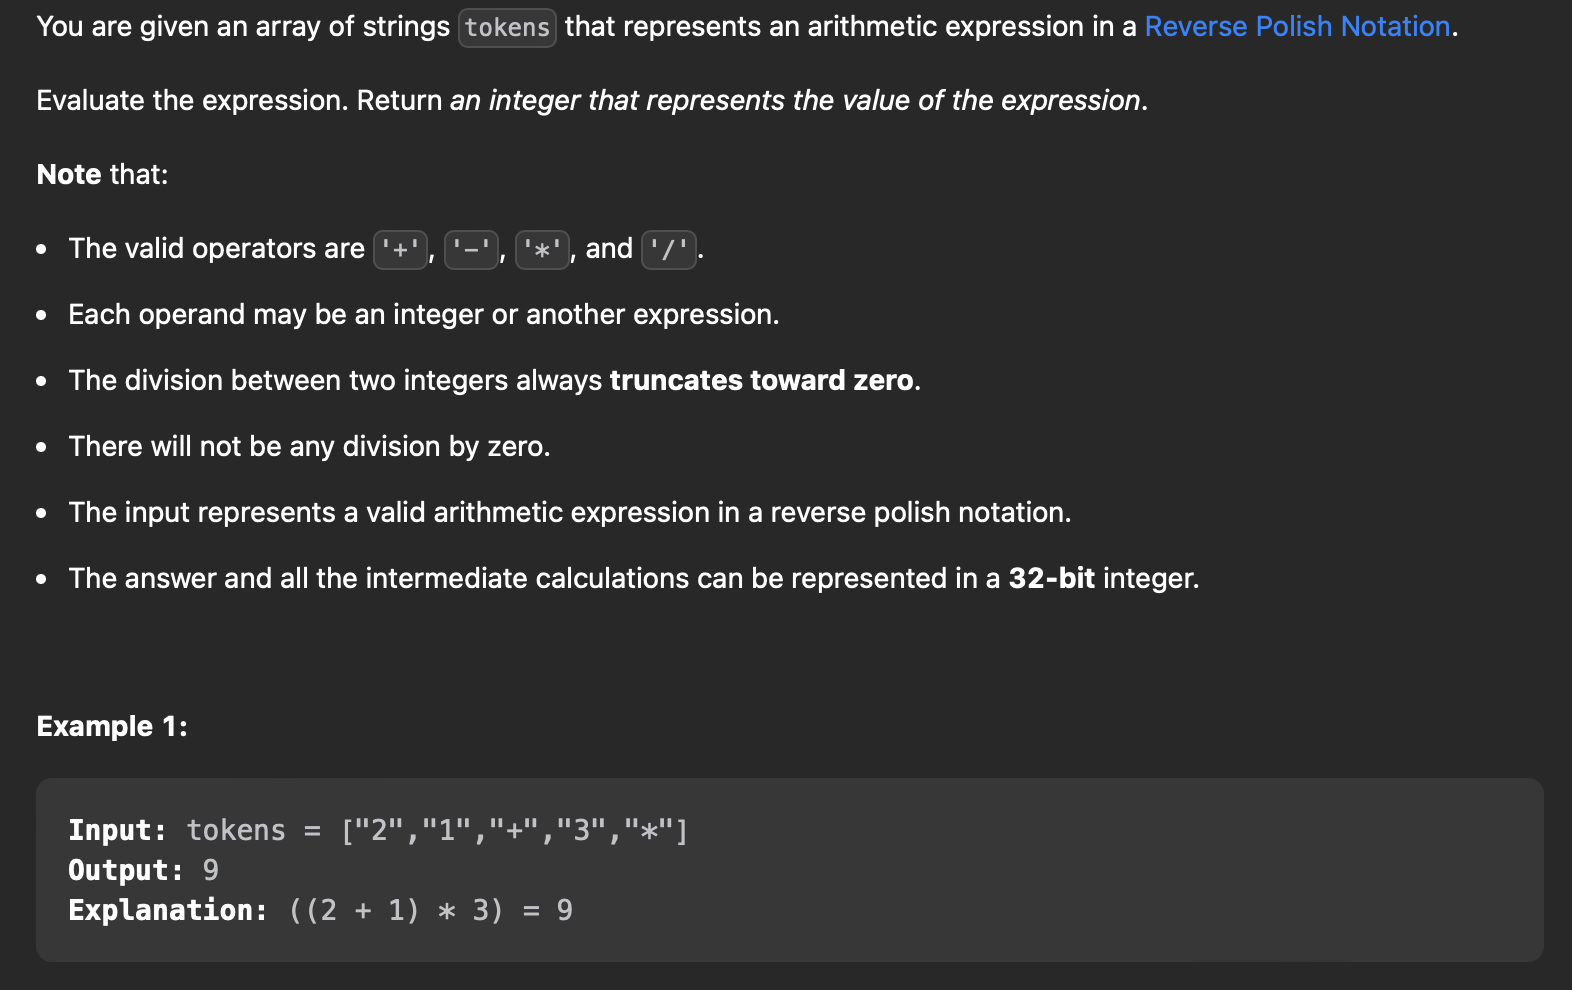 You are given an array of strings tokens that represents an arithmetic expression in a Reverse Polish Notation.
Evaluate the expression. Return an integer that represents the value of the expression.
Note that:
• The valid operators are '+', '-', '*', and '/'.
• Each operand may be an integer or another expression.
• The division between two integers always truncates toward zero.
• There will not be any division by zero.
• The input represents a valid arithmetic expression in a reverse polish notation.
• The answer and all the intermediate calculations can be represented in a 32-bit integer.
Example 1:
Input: tokens = ["2","1","+","3","*"]
Output: 9
Explanation: ((2 + 1) * 3) = 9